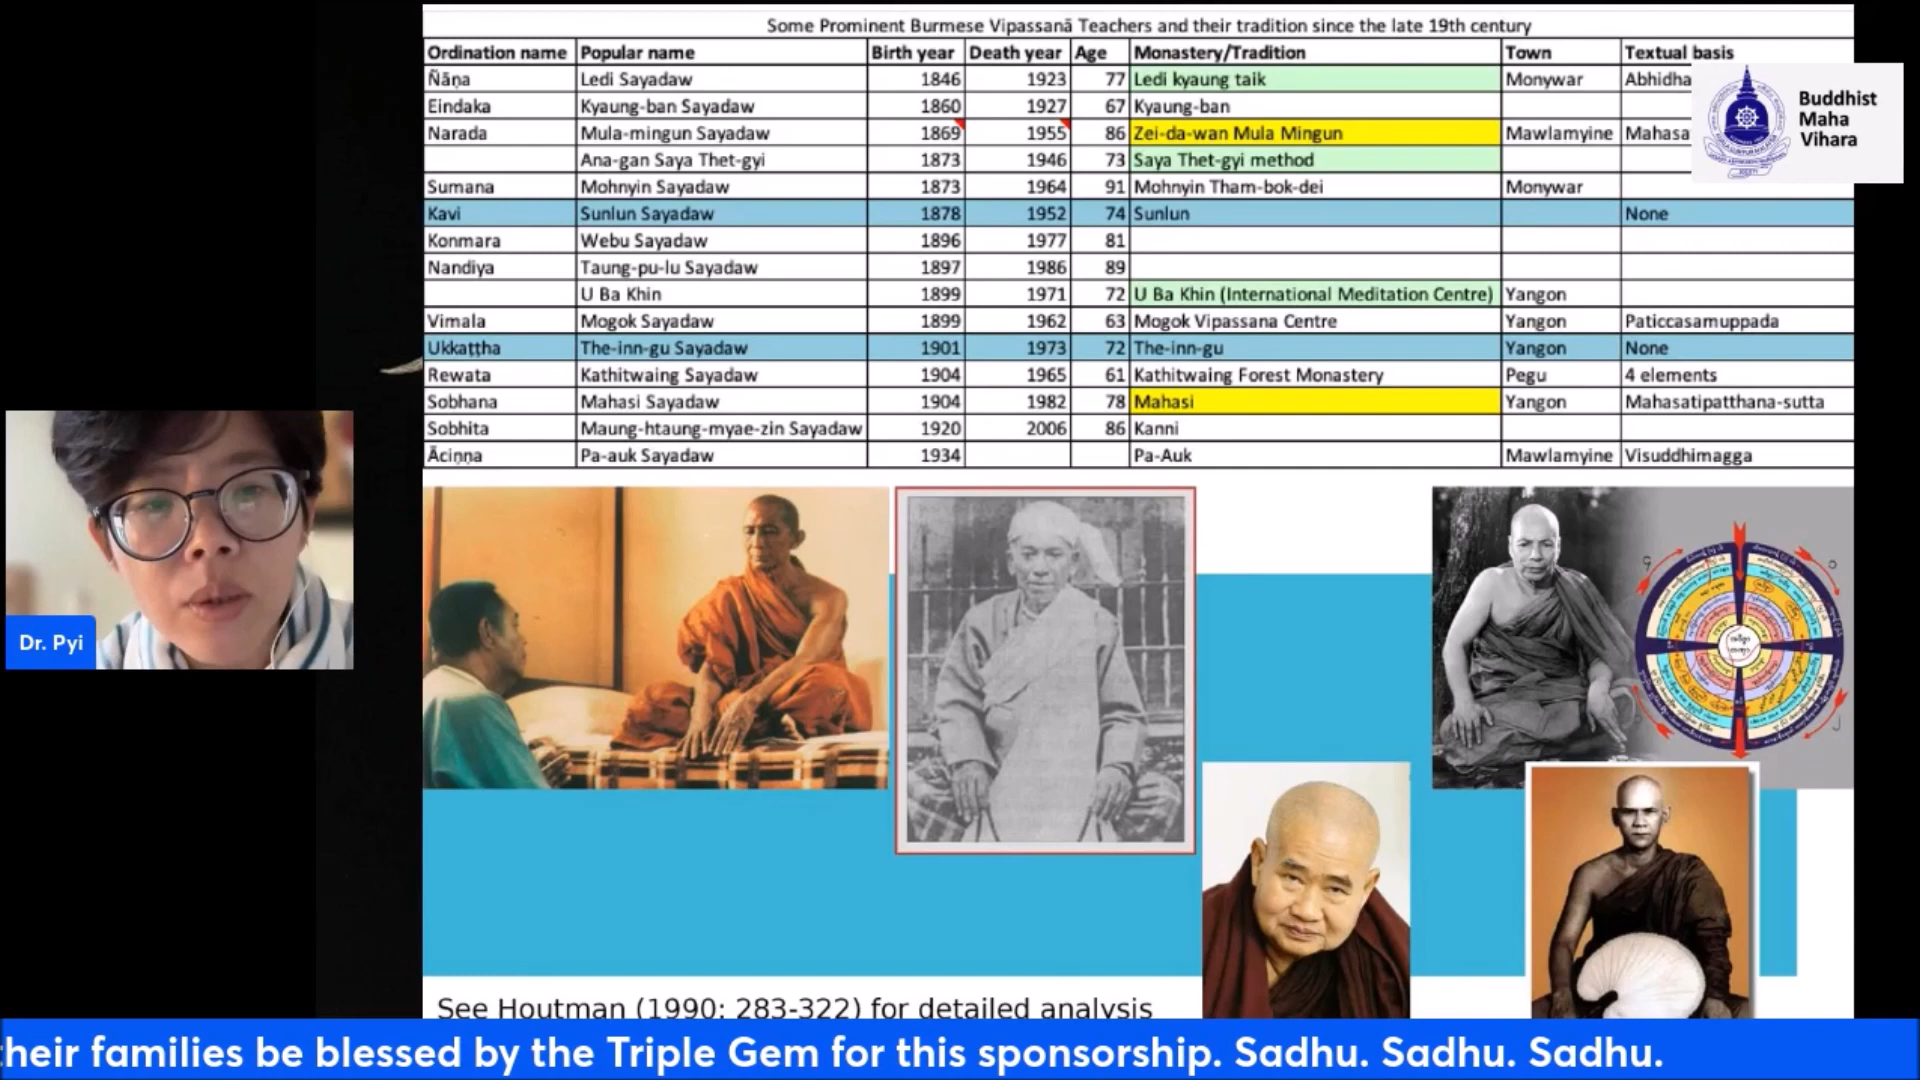 Some Prominent Burmese Vipassanā Teachers and their tradition since the late 19th century
Ordination name Popular name Birth year Death year Age Monastery/Tradition Town Textual basis
Ñāṇa Ledi Sayadaw 1846 1923 77 Ledi kyaung taik Monywar Abhidha
Eindaka Kyaung-ban Sayadaw 1860 1927 67 Kyaung-ban
Narada Mula-mingun Sayadaw 1869 1955 86 Zei-da-wan Mula Mingun Mawlamyine Mahasa
Ana-gan Saya Thet-gyi 1873 1946 73 Saya Thet-gyi method
Sumana Mohnyin Sayadaw 1873 1964 91 Mohnyin Tham-bok-dei Monywar
Kavi Sunlun Sayadaw 1878 1952 74 Sunlun None
Konmara Webu Sayadaw 1896 1977 81
Nandiya Taung-pu-lu Sayadaw 1897 1986 89
U Ba Khin 1899 1971 72 U Ba Khin (International Meditation Centre) Yangon
Vimala Mogok Sayadaw 1899 1962 63 Mogok Vipassana Centre Yangon Paticcasamuppada
Ukkaṭṭha The-inn-gu Sayadaw 1901 1973 72 The-inn-gu Yangon None
Rewata Kathitwaing Sayadaw 1904 1965 61 Kathitwaing Forest Monastery Pegu 4 elements
Sobhana Mahasi Sayadaw 1904 1982 78 Mahasi Yangon Mahasatipatthana-sutta
Sobhita Maung-htaung-myae-zin Sayadaw 1920 2006 86 Kanni
Āciṇṇa Pa-auk Sayadaw 1934 Pa-Auk Mawlamyine Visuddhimagga
Buddhist
Maha
Vihara
Dr. Pyi
See Houtman (1990: 283-322) for detailed analysis
heir families be blessed by the Triple Gem for this sponsorship. Sadhu. Sadhu. Sadhu.